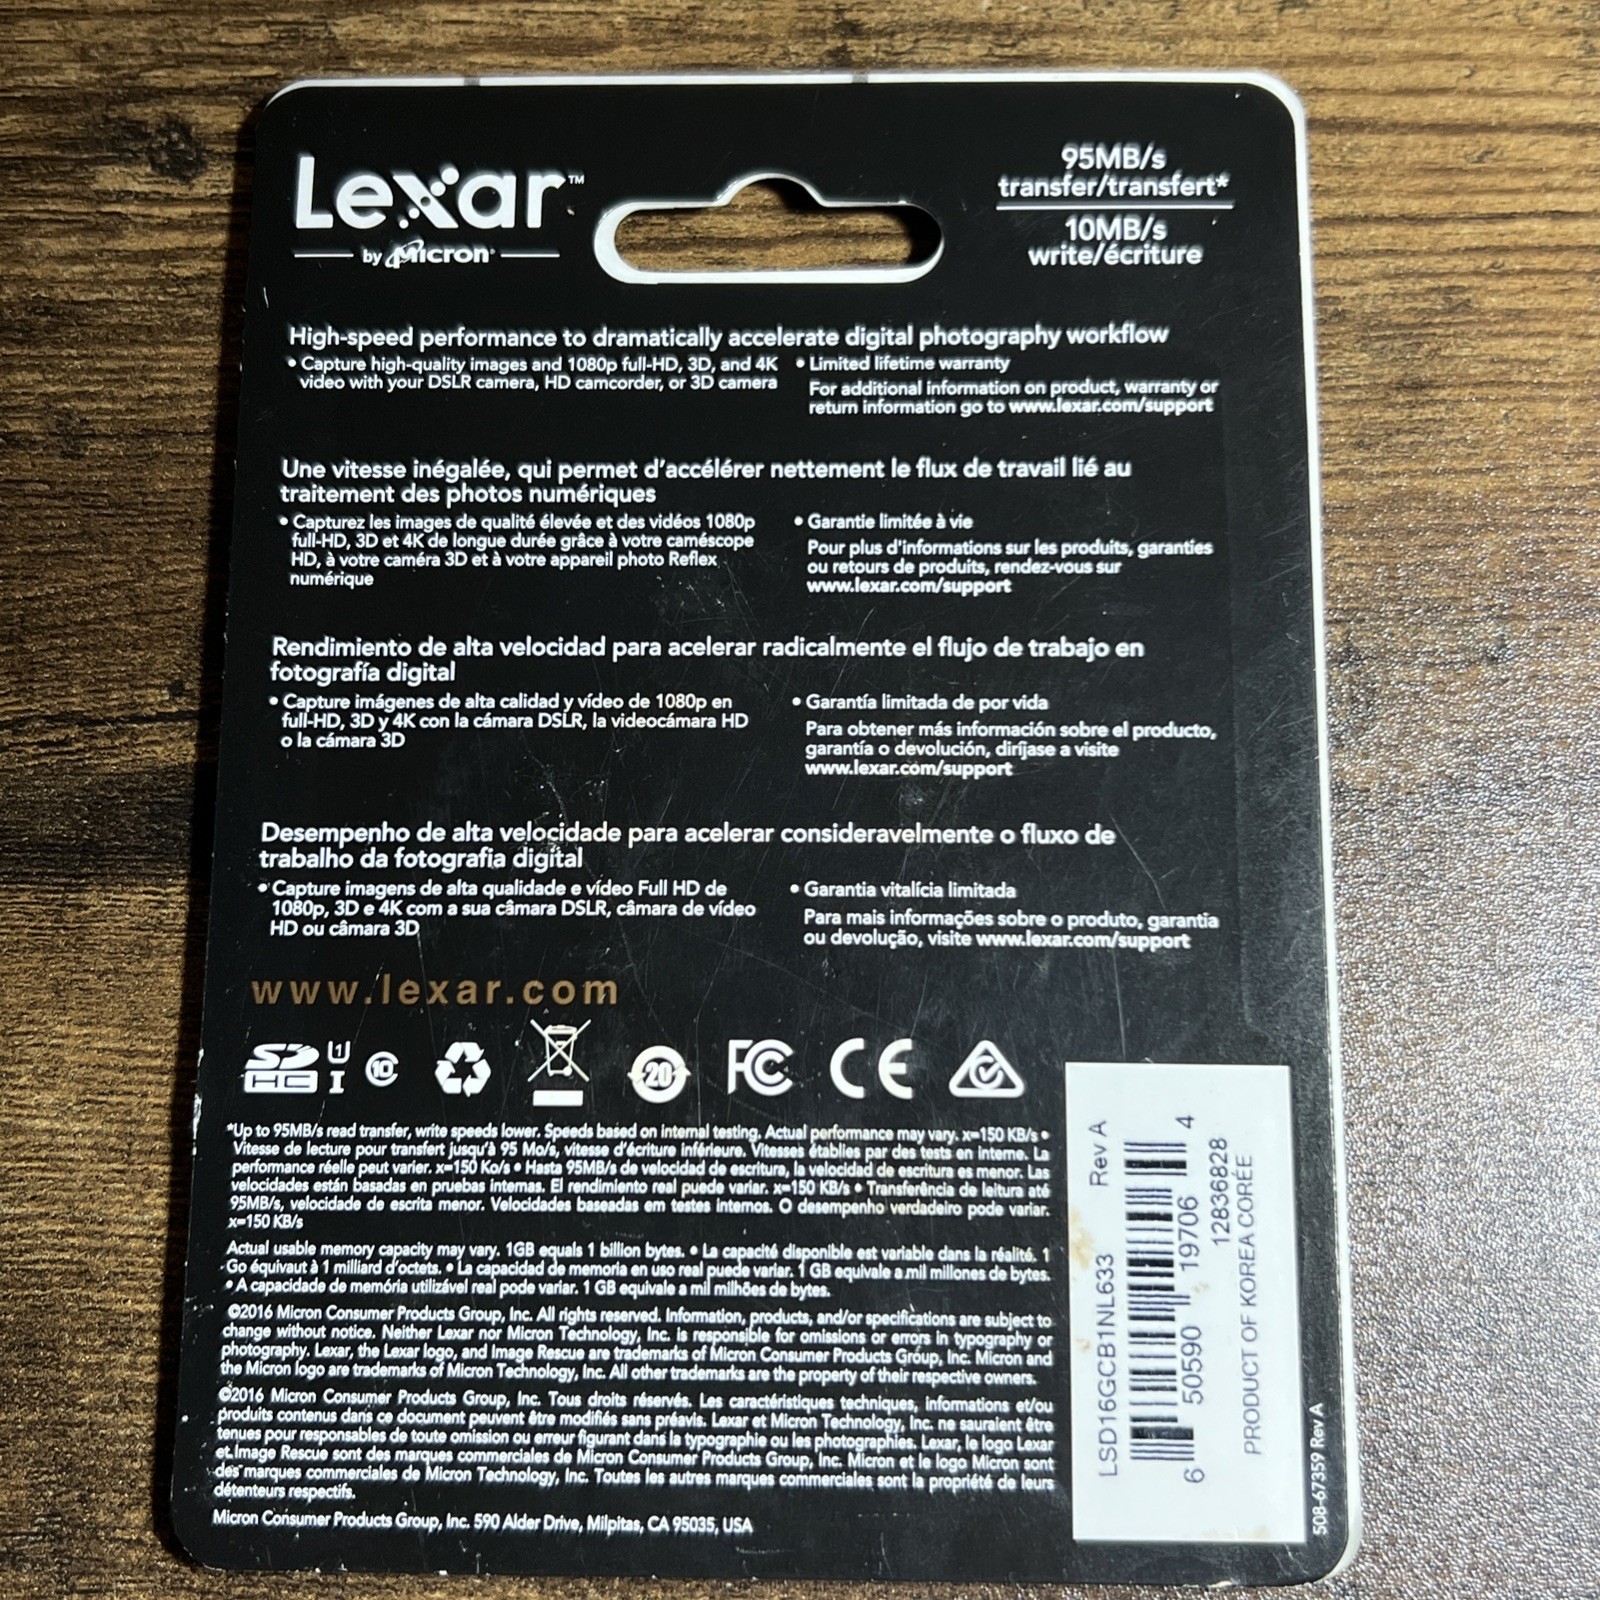 Lexar™
by Micron®
95MB/s
transfer/transfert*
10MB/s
write/écriture
High-speed performance to dramatically accelerate digital photography workflow
• Capture high-quality images and 1080p full-HD, 3D, and 4K
video with your DSLR camera, HD camcorder, or 3D camera
• Limited lifetime warranty
For additional information on product, warranty or
return information go to www.lexar.com/support
Une vitesse inégalée, qui permet d'accélérer nettement le flux de travail lié au
traitement des photos numériques
• Capturez les images de qualité élevée et des vidéos 1080p
full-HD, 3D et 4K de longue durée grâce à votre caméscope
HD, à votre caméra 3D et à votre appareil photo Reflex
numérique
• Garantie limitée à vie
Pour plus d'informations sur les produits, garanties
ou retours de produits, rendez-vous sur
www.lexar.com/support
Rendimiento de alta velocidad para acelerar radicalmente el flujo de trabajo en
fotografía digital
• Capture imágenes de alta calidad y vídeo de 1080p en
full-HD, 3D y 4K con la cámara DSLR, la videocámara HD
o la cámara 3D
• Garantía limitada de por vida
Para obtener más información sobre el producto,
garantía o devolución, diríjase a visite
www.lexar.com/support
Desempenho de alta velocidade para acelerar consideravelmente o fluxo de
trabalho da fotografia digital
• Capture imagens de alta qualidade e vídeo Full HD de
1080p, 3D e 4K com a sua câmara DSLR, câmara de vídeo
HD ou câmara 3D
• Garantia vitalícia limitada
Para mais informações sobre o produto, garantia
ou devolução, visite www.lexar.com/support
www.lexar.com
SD HC 1 I 10 20 FC CE
*Up to 95MB/s read transfer, write speeds lower. Speeds based on internal testing. Actual performance may vary. x=150 KB/s •
Vitesse de lecture pour transfert jusqu'à 95 Mo/s, vitesse d'écriture inférieure. Vitesses établies par des tests en interne. La
performance réelle peut varier. x=150 Ko/s • Hasta 95MB/s de velocidad de escritura, la velocidad de escritura es menor. Las
velocidades están basadas en pruebas internas. El rendimiento real puede variar. x=150 KB/s • Transferência de leitura até
95MB/s, velocidade de escrita menor. Velocidades baseadas em testes internos. O desempenho verdadeiro pode variar.
x=150 KB/s
Actual usable memory capacity may vary. 1GB equals 1 billion bytes. • La capacité disponible est variable dans la réalité. 1
Go équivaut à 1 milliard d'octets. • La capacidad de memoria en uso real puede variar. 1 GB equivale a mil millones de bytes.
• A capacidade de memória utilizável real pode variar. 1 GB equivale a mil milhões de bytes.
©2016 Micron Consumer Products Group, Inc. All rights reserved. Information, products, and/or specifications are subject to
change without notice. Neither Lexar nor Micron Technology, Inc. is responsible for omissions or errors in typography or
photography. Lexar, the Lexar logo, and Image Rescue are trademarks of Micron Consumer Products Group, Inc. Micron and
the Micron logo are trademarks of Micron Technology, Inc. All other trademarks are the property of their respective owners.
©2016 Micron Consumer Products Group, Inc. Tous droits réservés. Les caractéristiques techniques, informations et/ou
produits contenus dans ce document peuvent être modifiés sans préavis. Lexar et Micron Technology, Inc. ne sauraient être
tenues pour responsables de toute omission ou erreur figurant dans la typographie ou les photographies. Lexar, le logo Lexar
et Image Rescue sont des marques commerciales de Micron Consumer Products Group, Inc. Micron et le logo Micron sont
des marques commerciales de Micron Technology, Inc. Toutes les autres marques commerciales sont la propriété de leurs
détenteurs respectifs.
Micron Consumer Products Group, Inc. 590 Alder Drive, Milpitas, CA 95035, USA
LSD16GCB1NL633 Rev A
6 50590 19706 4
12836828
PRODUCT OF KOREA CORÉE
508-67359 Rev A